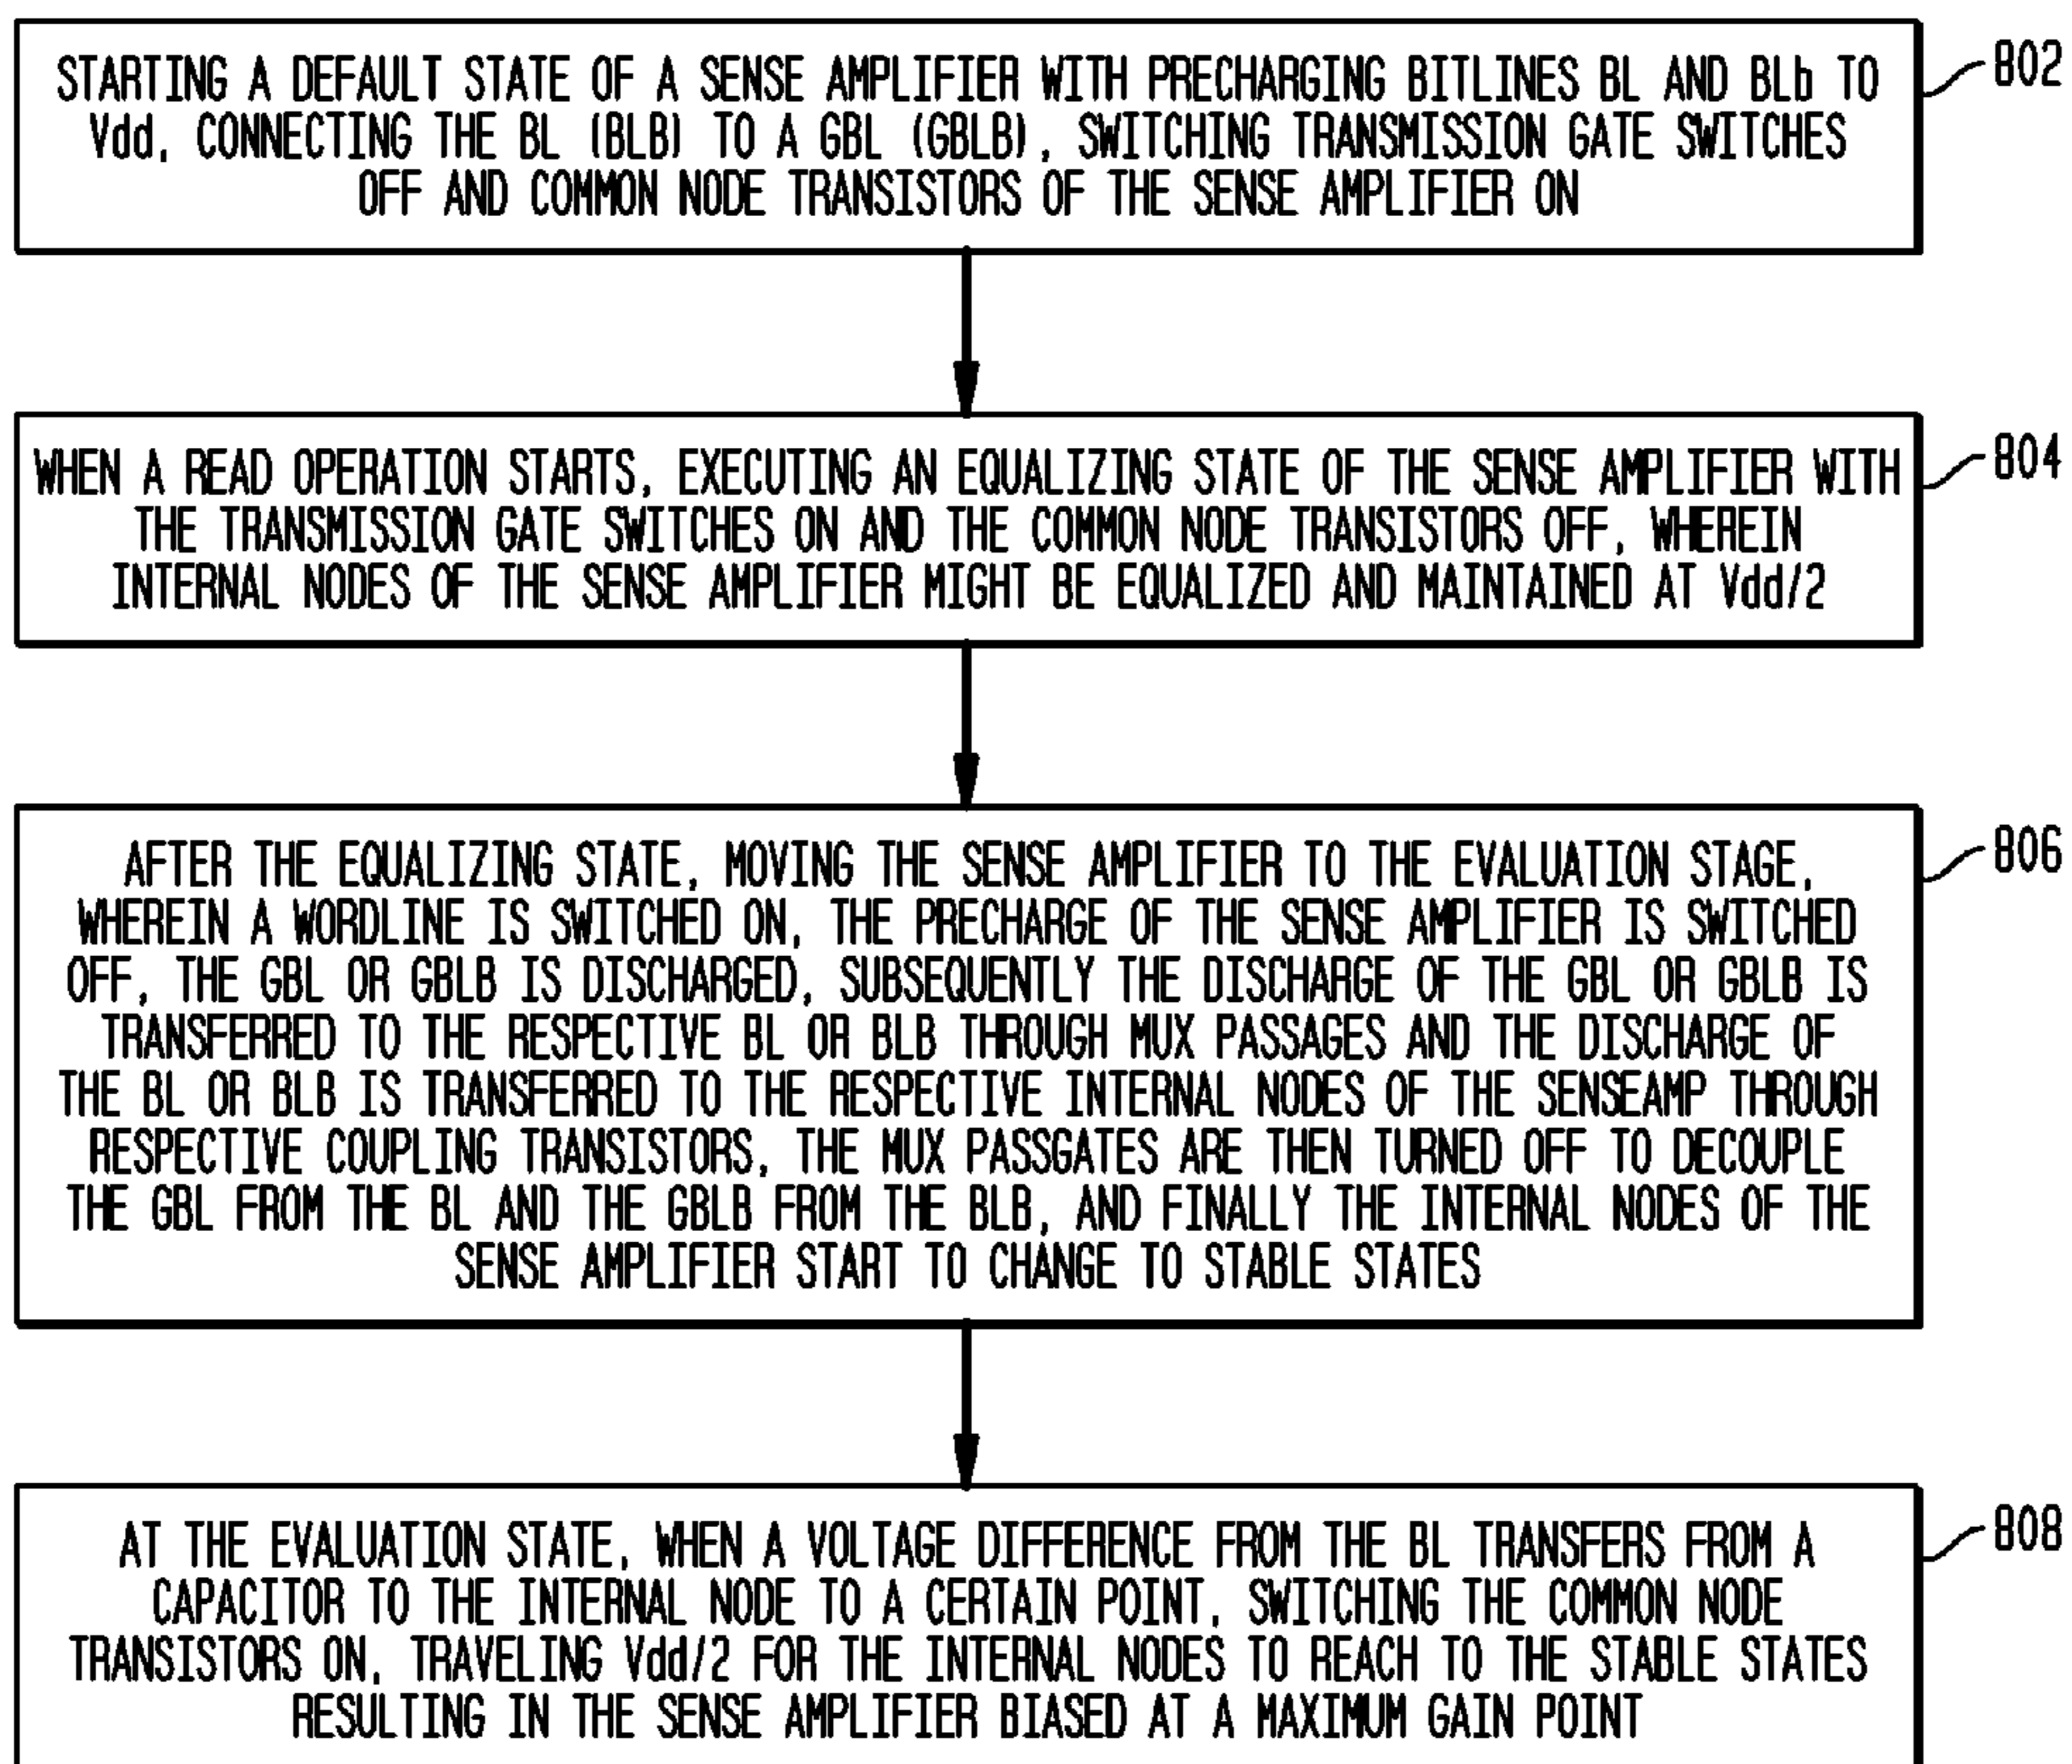 STARTING A DEFAULT STATE OF A SENSE AMPLIFIER WITH PRECHARGING BITLINES BL AND BLb TO
Vdd, CONNECTING THE BL (BLB) TO A GBL (GBLB), SWITCHING TRANSMISSION GATE SWITCHES
OFF AND COMMON NODE TRANSISTORS OF THE SENSE AMPLIFIER ON
802
WHEN A READ OPERATION STARTS, EXECUTING AN EQUALIZING STATE OF THE SENSE AMPLIFIER WITH
THE TRANSMISSION GATE SWITCHES ON AND THE COMMON NODE TRANSISTORS OFF, WHEREIN
INTERNAL NODES OF THE SENSE AMPLIFIER MIGHT BE EQUALIZED AND MAINTAINED AT Vdd/2
804
AFTER THE EQUALIZING STATE, MOVING THE SENSE AMPLIFIER TO THE EVALUATION STAGE,
WHEREIN A WORDLINE IS SWITCHED ON, THE PRECHARGE OF THE SENSE AMPLIFIER IS SWITCHED
OFF, THE GBL OR GBLB IS DISCHARGED, SUBSEQUENTLY THE DISCHARGE OF THE GBL OR GBLB IS
TRANSFERRED TO THE RESPECTIVE BL OR BLB THROUGH MUX PASSAGES AND THE DISCHARGE OF
THE BL OR BLB IS TRANSFERRED TO THE RESPECTIVE INTERNAL NODES OF THE SENSEAMP THROUGH
RESPECTIVE COUPLING TRANSISTORS, THE MUX PASSGATES ARE THEN TURNED OFF TO DECOUPLE
THE GBL FROM THE BL AND THE GBLB FROM THE BLB, AND FINALLY THE INTERNAL NODES OF THE
SENSE AMPLIFIER START TO CHANGE TO STABLE STATES
806
AT THE EVALUATION STATE, WHEN A VOLTAGE DIFFERENCE FROM THE BL TRANSFERS FROM A
CAPACITOR TO THE INTERNAL NODE TO A CERTAIN POINT, SWITCHING THE COMMON NODE
TRANSISTORS ON, TRAVELING Vdd/2 FOR THE INTERNAL NODES TO REACH TO THE STABLE STATES
RESULTING IN THE SENSE AMPLIFIER BIASED AT A MAXIMUM GAIN POINT
808